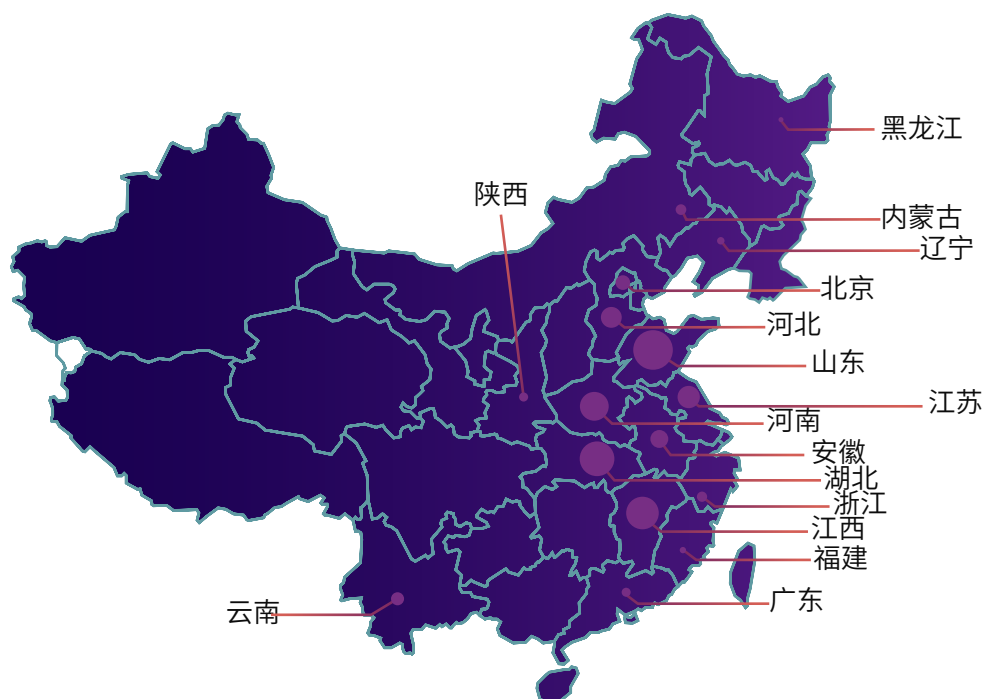 黑龙江
陕西
内蒙古
辽宁
北京
河北
山东
江苏
河南
安徽
湖北
浙江
江西
福建
广东
云南